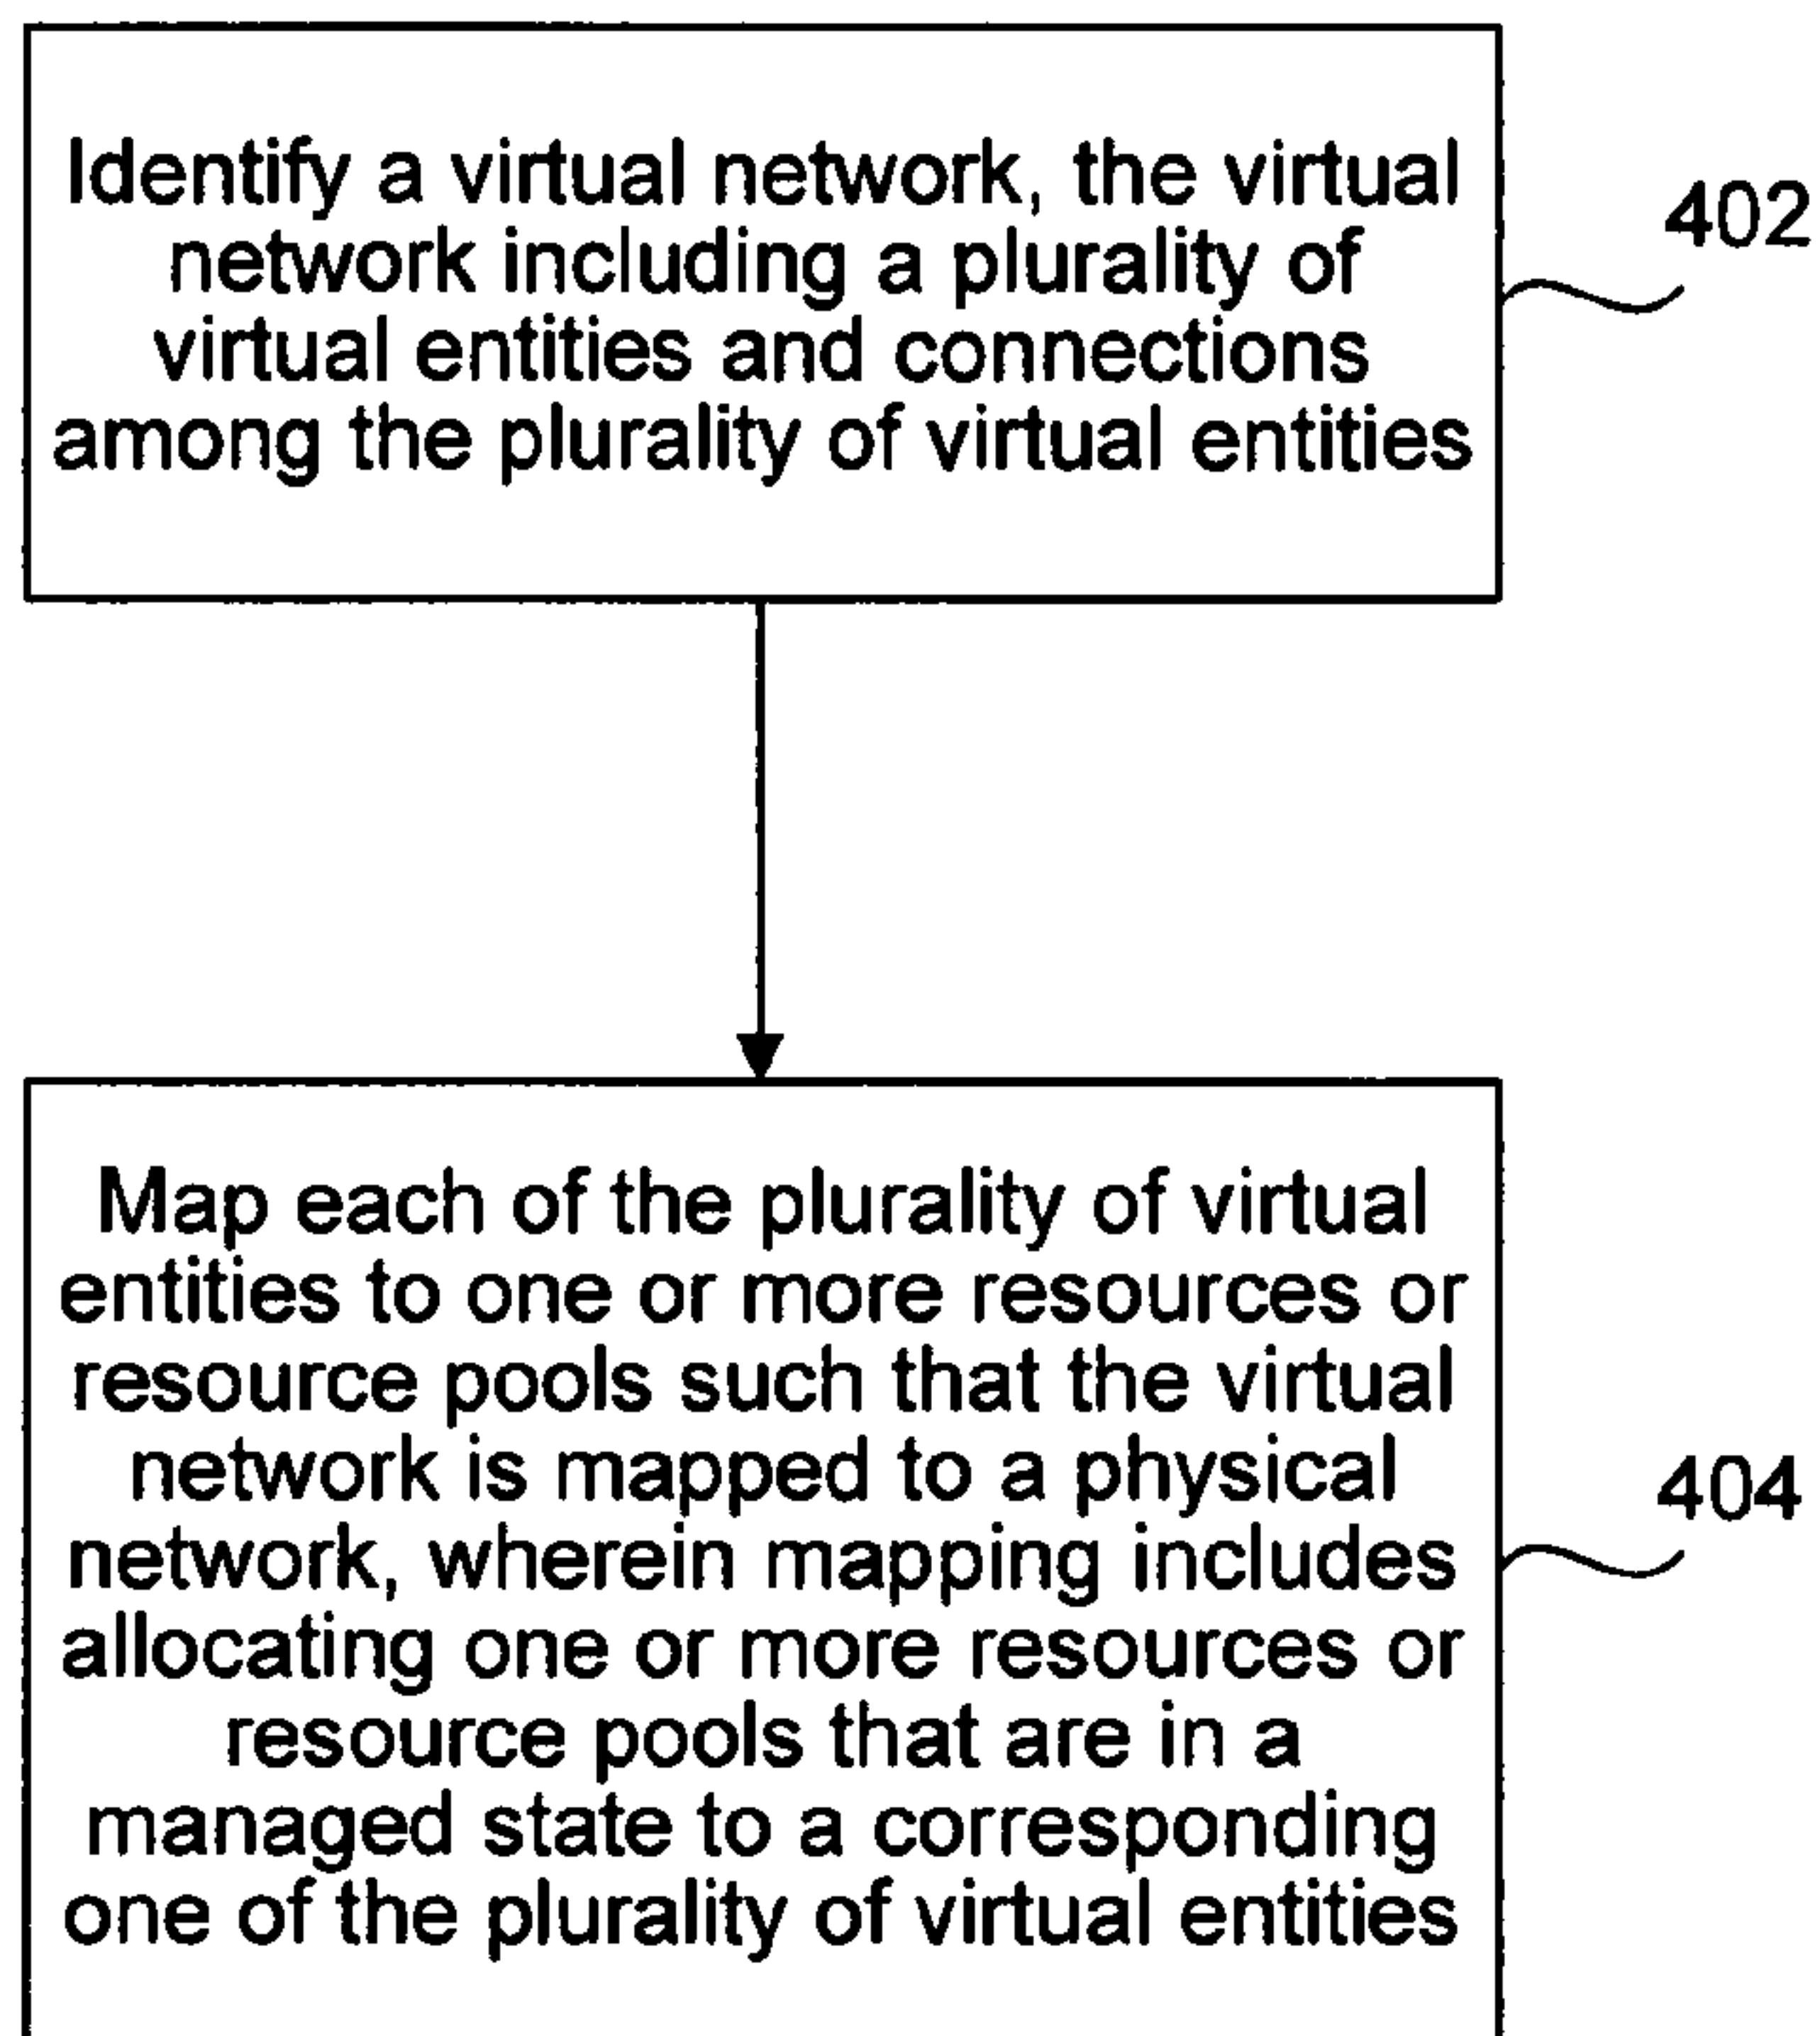 Identify a virtual network, the virtual
network including a plurality of
virtual entities and connections
among the plurality of virtual entities
402
Map each of the plurality of virtual
entities to one or more resources or
resource pools such that the virtual
network is mapped to a physical
network, wherein mapping includes
allocating one or more resources or
resource pools that are in a
managed state to a corresponding
one of the plurality of virtual entities
404